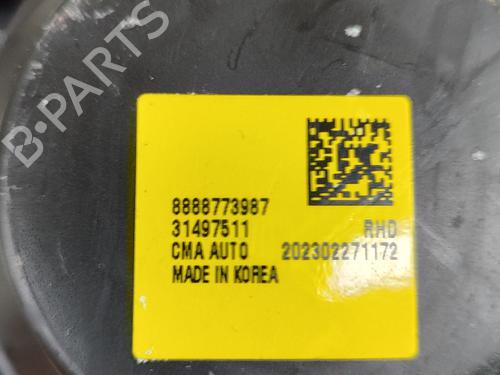 B-PARTS
8888773987
31497511 RHD
CMA AUTO 202302271172
MADE IN KOREA